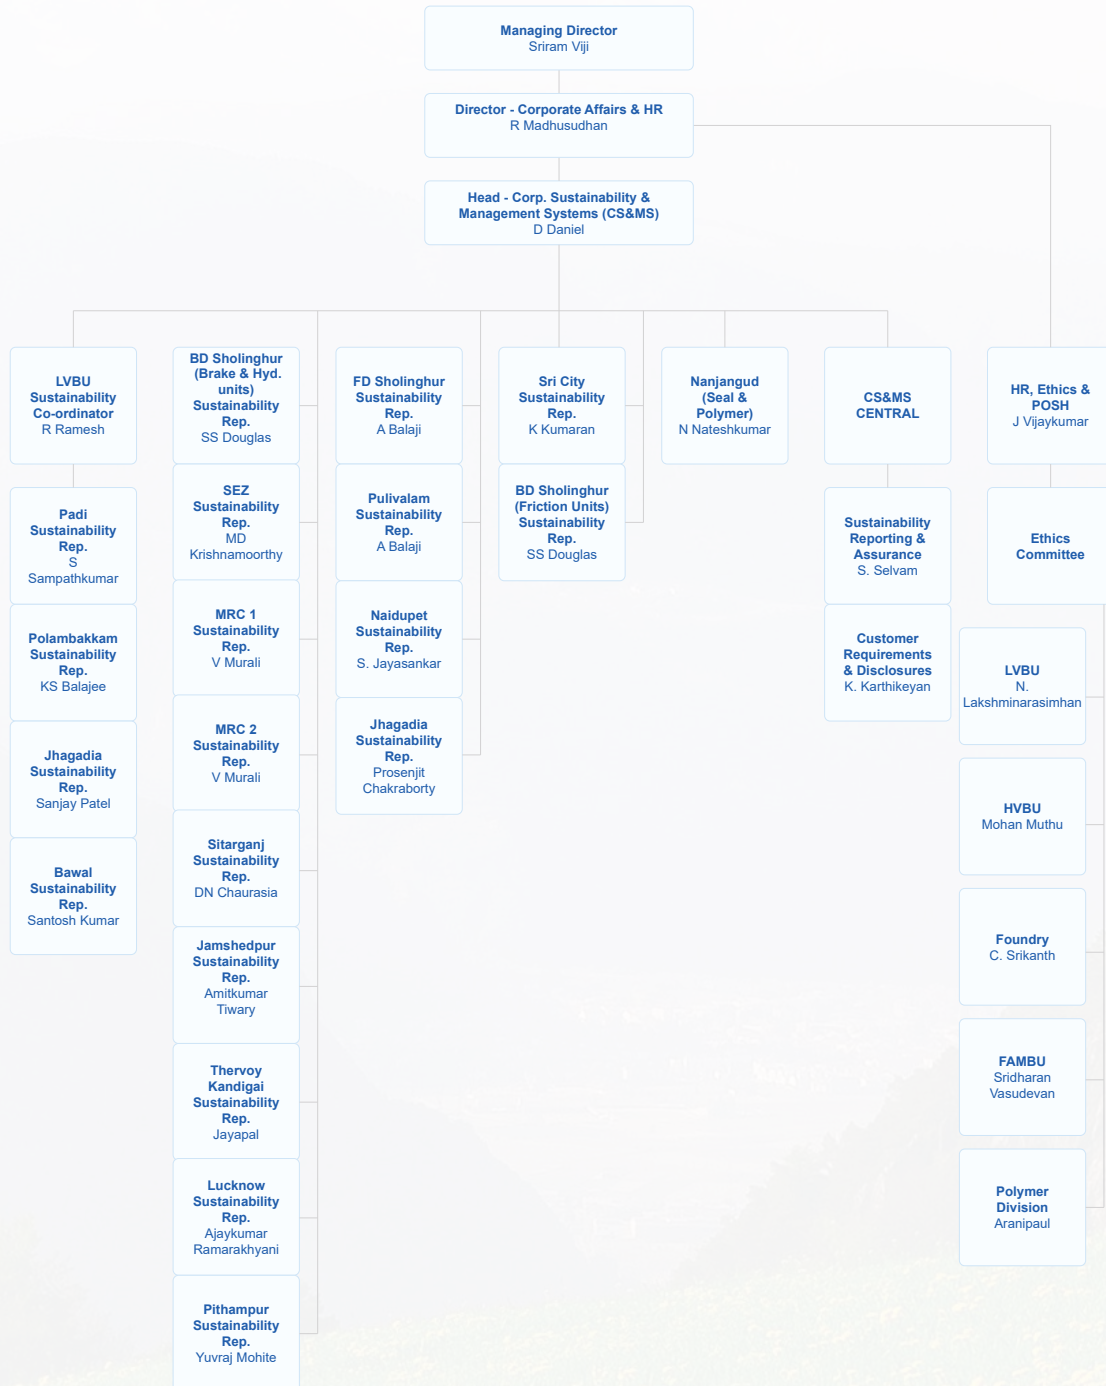 Managing Director
Sriram Viji
Director - Corporate Affairs & HR
R Madhusudhan
Head - Corp. Sustainability &
Management Systems (CS&MS)
D Daniel
LVBU
Sustainability
Co-ordinator
R Ramesh
Padi
Sustainability
Rep.
S
Sampathkumar
Polambakkam
Sustainability
Rep.
KS Balajee
Jhagadia
Sustainability
Rep.
Sanjay Patel
Bawal
Sustainability
Rep.
Santosh Kumar
BD Sholinghur
(Brake & Hyd.
units)
Sustainability
Rep.
SS Douglas
SEZ
Sustainability
Rep.
MD
Krishnamoorthy
MRC 1
Sustainability
Rep.
V Murali
MRC 2
Sustainability
Rep.
V Murali
Sitarganj
Sustainability
Rep.
DN Chaurasia
Jamshedpur
Sustainability
Rep.
Amitkumar
Tiwary
Thervoy
Kandigai
Sustainability
Rep.
Jayapal
Lucknow
Sustainability
Rep.
Ajaykumar
Ramarakhyani
Pithampur
Sustainability
Rep.
Yuvraj Mohite
FD Sholinghur
Sustainability
Rep.
A Balaji
Pulivalam
Sustainability
Rep.
A Balaji
Naidupet
Sustainability
Rep.
S. Jayasankar
Jhagadia
Sustainability
Rep.
Prosenjit
Chakraborty
Sri City
Sustainability
Rep.
K Kumaran
BD Sholinghur
(Friction Units)
Sustainability
Rep.
SS Douglas
Nanjangud
(Seal &
Polymer)
N Nateshkumar
CS&MS
CENTRAL
Sustainability
Reporting &
Assurance
S. Selvam
Customer
Requirements
& Disclosures
K. Karthikeyan
HR, Ethics &
POSH
J Vijaykumar
Ethics
Committee
LVBU
N.
Lakshminarasimhan
HVBU
Mohan Muthu
Foundry
C. Srikanth
FAMBU
Sridharan
Vasudevan
Polymer
Division
Aranipaul